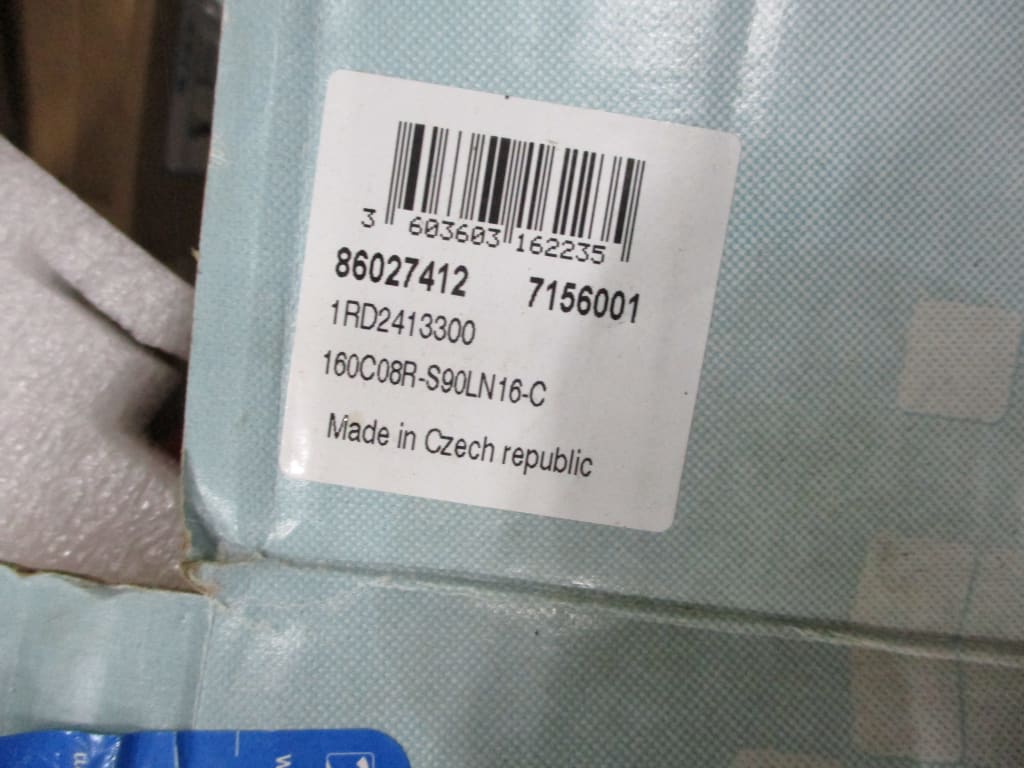 3 603603 162235
86027412 7156001
1RD2413300
160C08R-S90LN16-C
Made in Czech republic